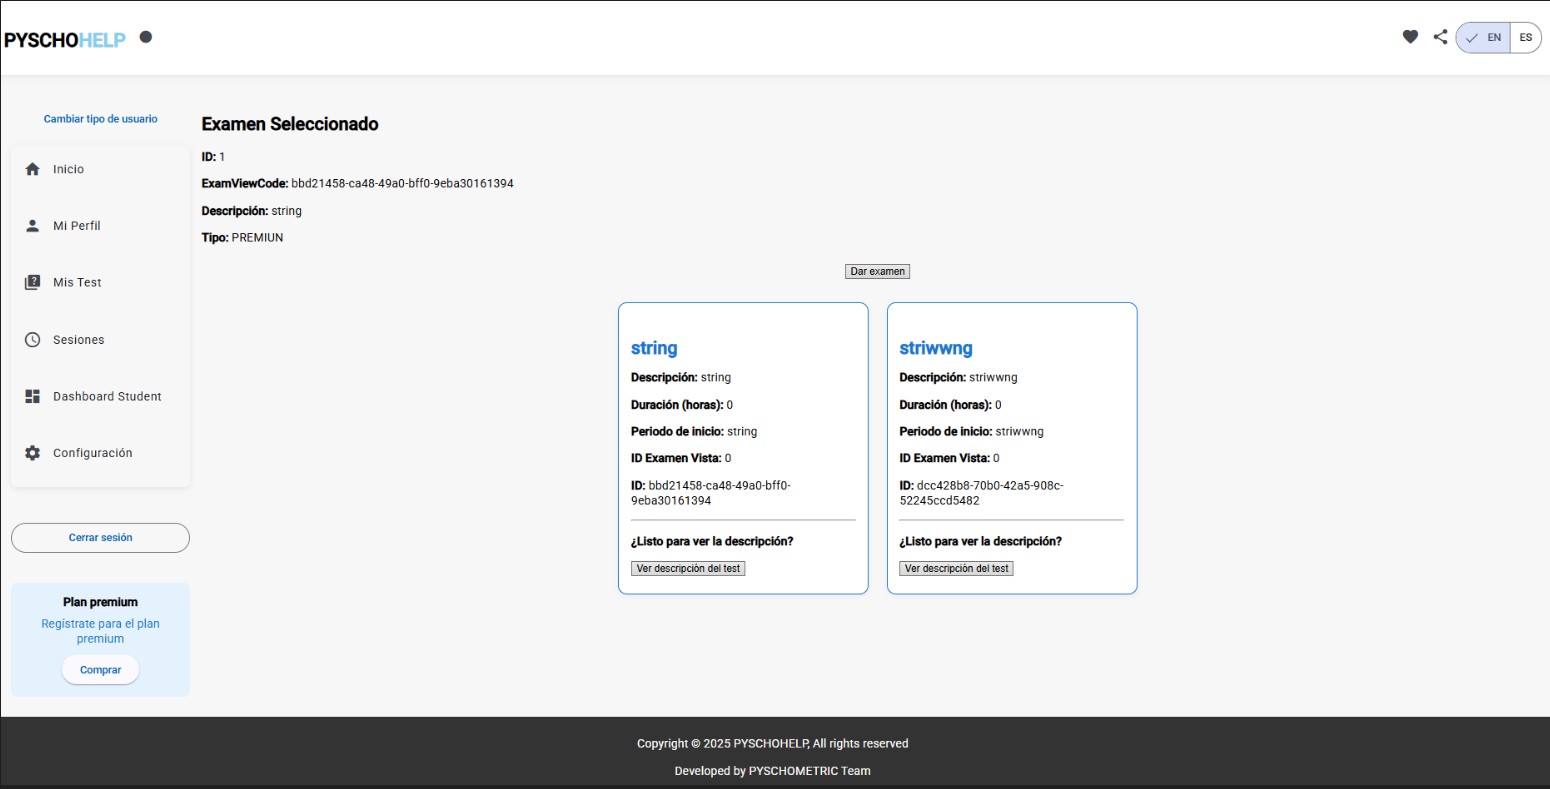 PYSCHOHELP
EN
ES
Cambiar tipo de usuario
Inicio
Mi Perfil
Mis Test
Sesiones
Dashboard Student
Configuración
Cerrar sesión
Plan premium
Regístrate para el plan
premium
Comprar
Examen Seleccionado
ID: 1
ExamViewCode: bbd21458-ca48-49a0-bff0-9eba30161394
Descripción: string
Tipo: PREMIUN
Dar examen
string
Descripción: string
Duración (horas): 0
Periodo de inicio: string
ID Examen Vista: 0
ID: bbd21458-ca48-49a0-bff0-
9eba30161394
¿Listo para ver la descripción?
Ver descripción del test
striwwng
Descripción: striwwng
Duración (horas): 0
Periodo de inicio: striwwng
ID Examen Vista: 0
ID: dcc428b8-70b0-42a5-908c-
52245ccd5482
¿Listo para ver la descripción?
Ver descripción del test
Copyright © 2025 PYSCHOHELP, All rights reserved
Developed by PYSCHOMETRIC Team